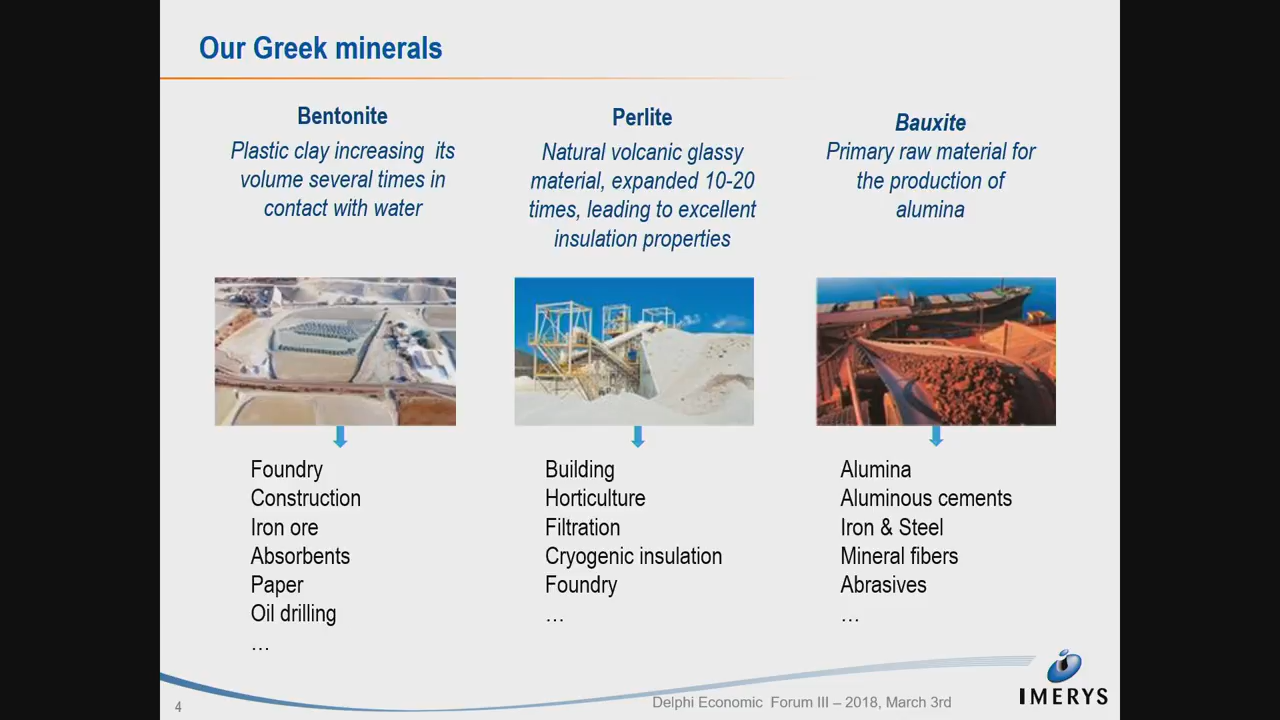 Our Greek minerals
Bentonite
Plastic clay increasing its
volume several times in
contact with water
Perlite
Natural volcanic glassy
material, expanded 10-20
times, leading to excellent
insulation properties
Bauxite
Primary raw material for
the production of
alumina
Foundry
Construction
Iron ore
Absorbents
Paper
Oil drilling
…
Building
Horticulture
Filtration
Cryogenic insulation
Foundry
…
Alumina
Aluminous cements
Iron & Steel
Mineral fibers
Abrasives
…
4
Delphi Economic Forum III – 2018, March 3rd
IMERYS